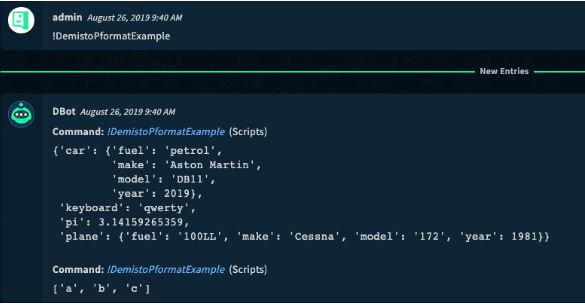 admin August 26, 2019 9:40 AM
!DemistoPformatExample
New Entries
DBot August 26, 2019 9:40 AM
Command: !DemistoPformatExample (Scripts)
{'car': {'fuel': 'petrol',
'make': 'Aston Martin',
'model': 'DB11',
'year': 2019},
'keyboard': 'qwerty',
'pi': 3.14159265359,
'plane': {'fuel': '100LL', 'make': 'Cessna', 'model': '172', 'year': 1981}}
Command: !DemistoPformatExample (Scripts)
['a', 'b', 'c']